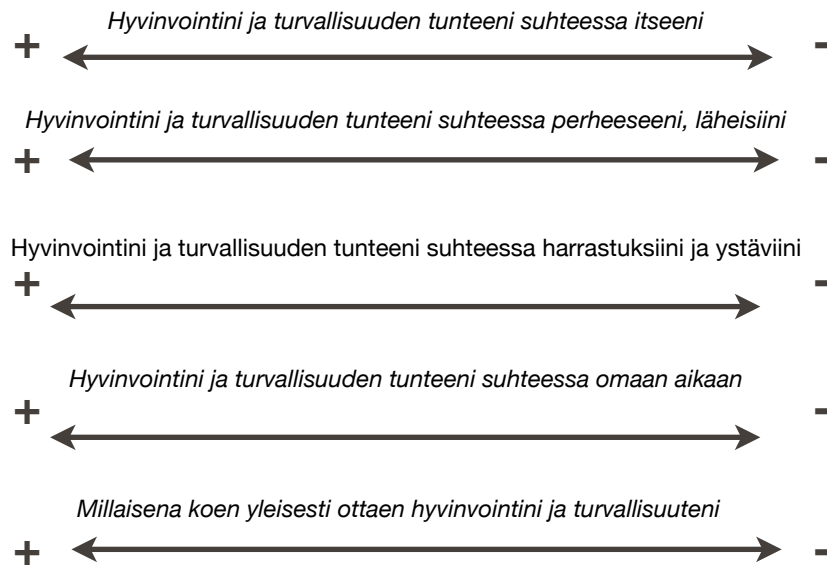 Hyvinvointini ja turvallisuuden tunteeni suhteessa itseeni
+ -
Hyvinvointini ja turvallisuuden tunteeni suhteessa perheeseeni, läheisiini
+ -
Hyvinvointini ja turvallisuuden tunteeni suhteessa harrastuksiini ja ystäviini
+ -
Hyvinvointini ja turvallisuuden tunteeni suhteessa omaan aikaan
+ -
Millaisena koen yleisesti ottaen hyvinvointini ja turvallisuuteni
+ -